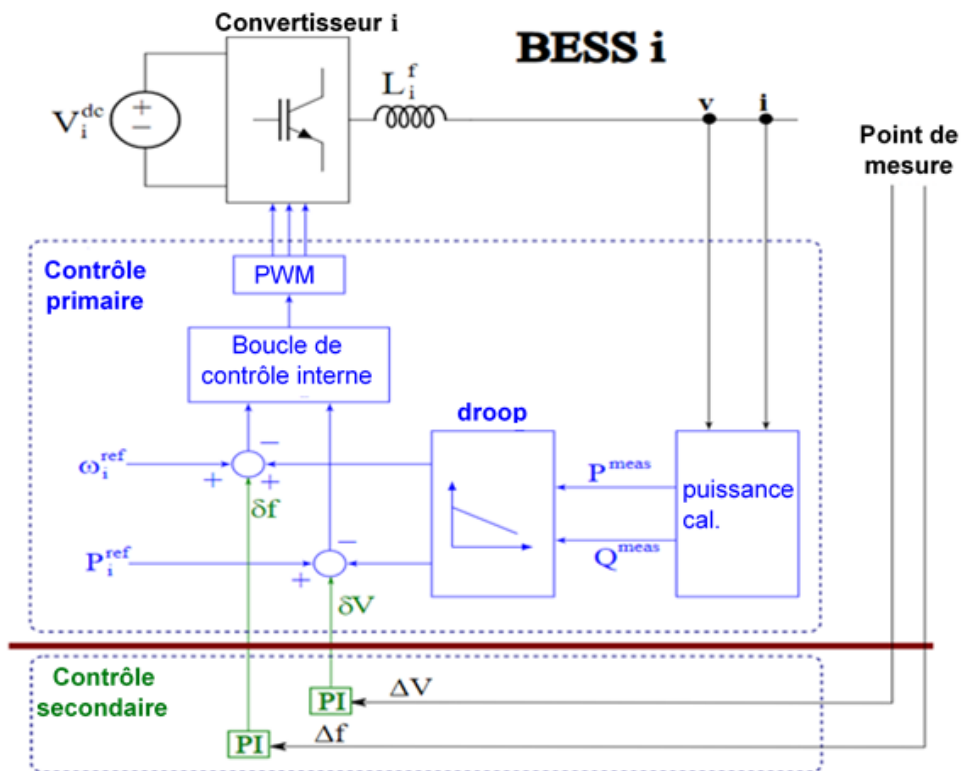 Convertisseur i
BESS i
V_i^dc
L_i^f
v
i
Point de
mesure
Contrôle
primaire
PWM
Boucle de
contrôle interne
droop
ω_i^ref
+
−
+
δf
P^meas
puissance
cal.
Q^meas
P_i^ref
+
−
δV
Contrôle
secondaire
PI
ΔV
PI
Δf